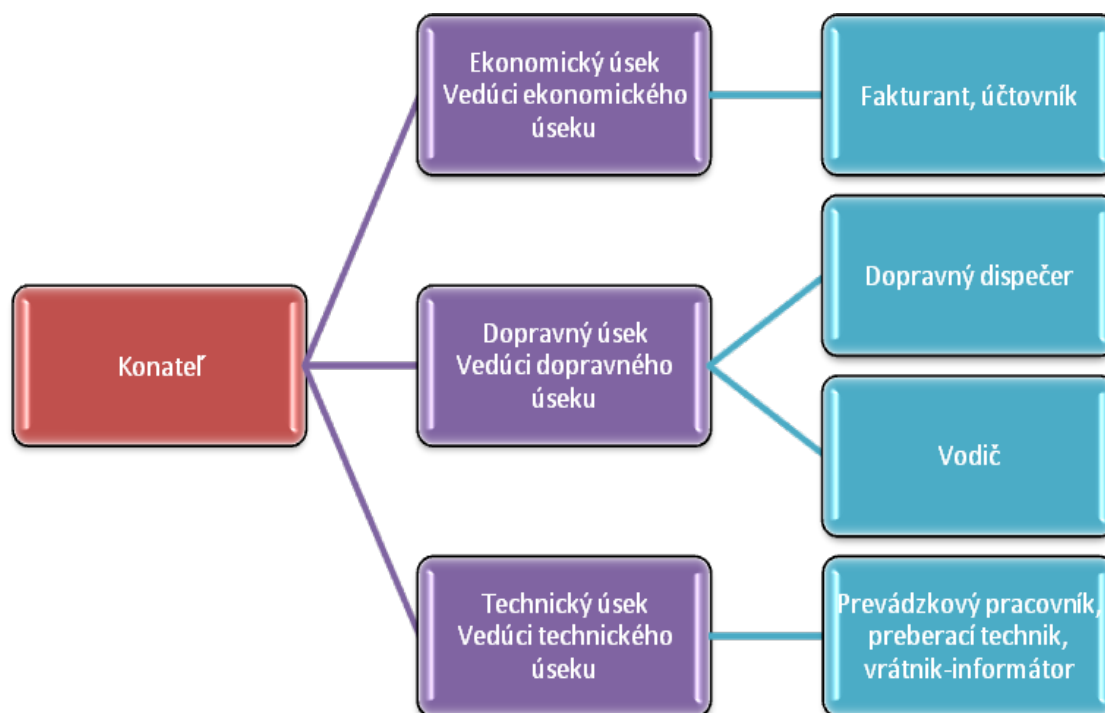 Ekonomický úsek
Vedúci ekonomického
úseku
Fakturant, účtovník
Dopravný dispečer
Konateľ
Dopravný úsek
Vedúci dopravného
úseku
Vodič
Technický úsek
Vedúci technického
úseku
Prevádzkový pracovník,
preberací technik,
vrátnik-informátor